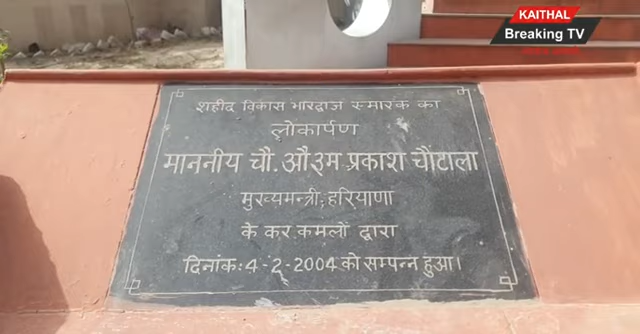 KAITHAL
Breaking TV
शहीद विकास भारद्वाज स्मारक का
लोकार्पण
माननीय चौ. ओ३म प्रकाश चौटाला
मुख्यमन्त्री, हरियाणा
के कर कमलों द्वारा
दिनांक: 4-2-2004 को सम्पन्न हुआ।